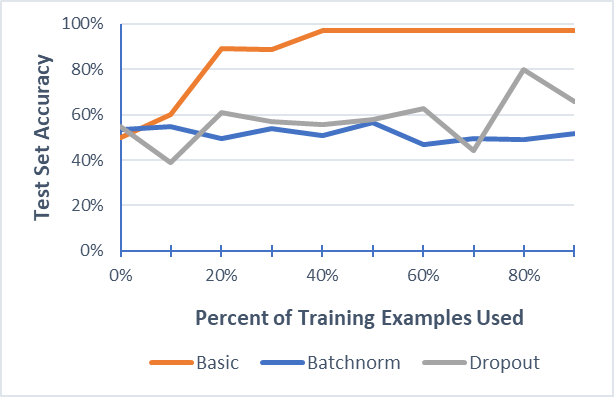 100%
80%
60%
40%
20%
0%
Test Set Accuracy
0% 20% 40% 60% 80%
Percent of Training Examples Used
Basic Batchnorm Dropout